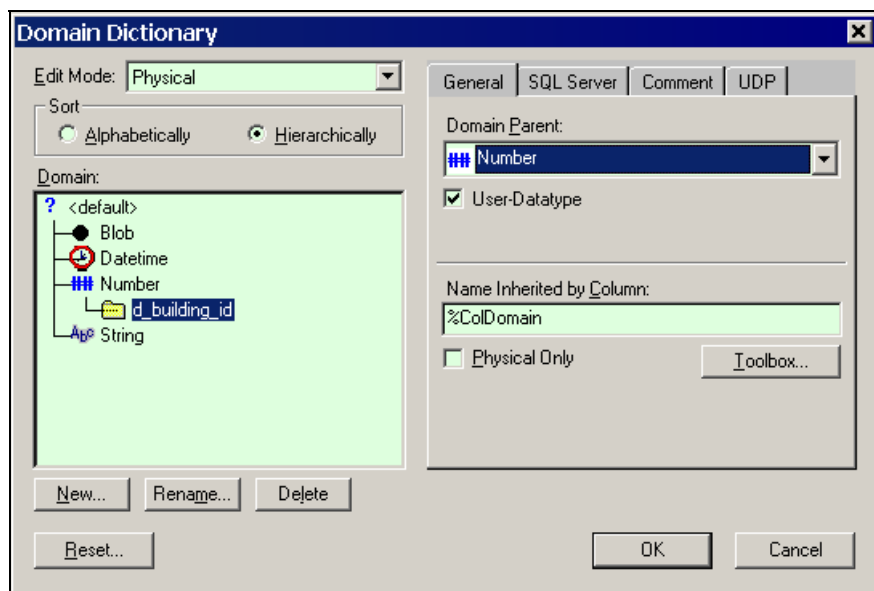 Domain Dictionary
Edit Mode: Physical
Sort
Alphabetically Hierarchically
Domain:
? <default>
Blob
Datetime
Number
d_building_id
Abc String
New... Rename... Delete
Reset...
General SQL Server Comment UDP
Domain Parent:
Number
User-Datatype
Name Inherited by Column:
%ColDomain
Physical Only Toolbox...
OK Cancel